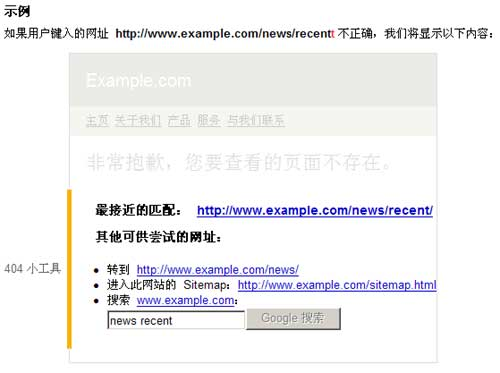 示例
如果用户键入的网址 http://www.example.com/news/recentt 不正确，我们将显示以下内容：
Example.com
主页 关于我们 产品 服务 与我们联系
非常抱歉，您要查看的页面不存在。
最接近的匹配： http://www.example.com/news/recent/
其他可供尝试的网址：
404 小工具
• 转到 http://www.example.com/news/
• 进入此网站的 Sitemap：http://www.example.com/sitemap.html
• 搜索 www.example.com：
news recent Google 搜索